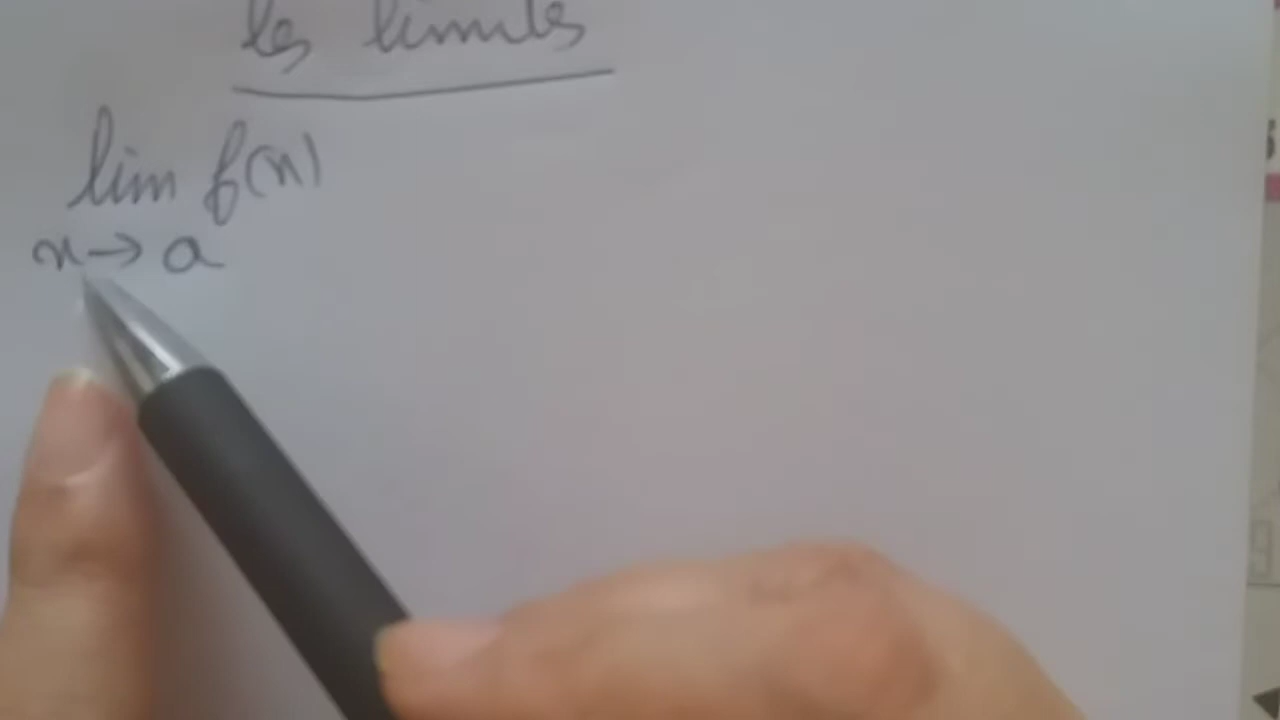 les limites
lim f(x)
x → a